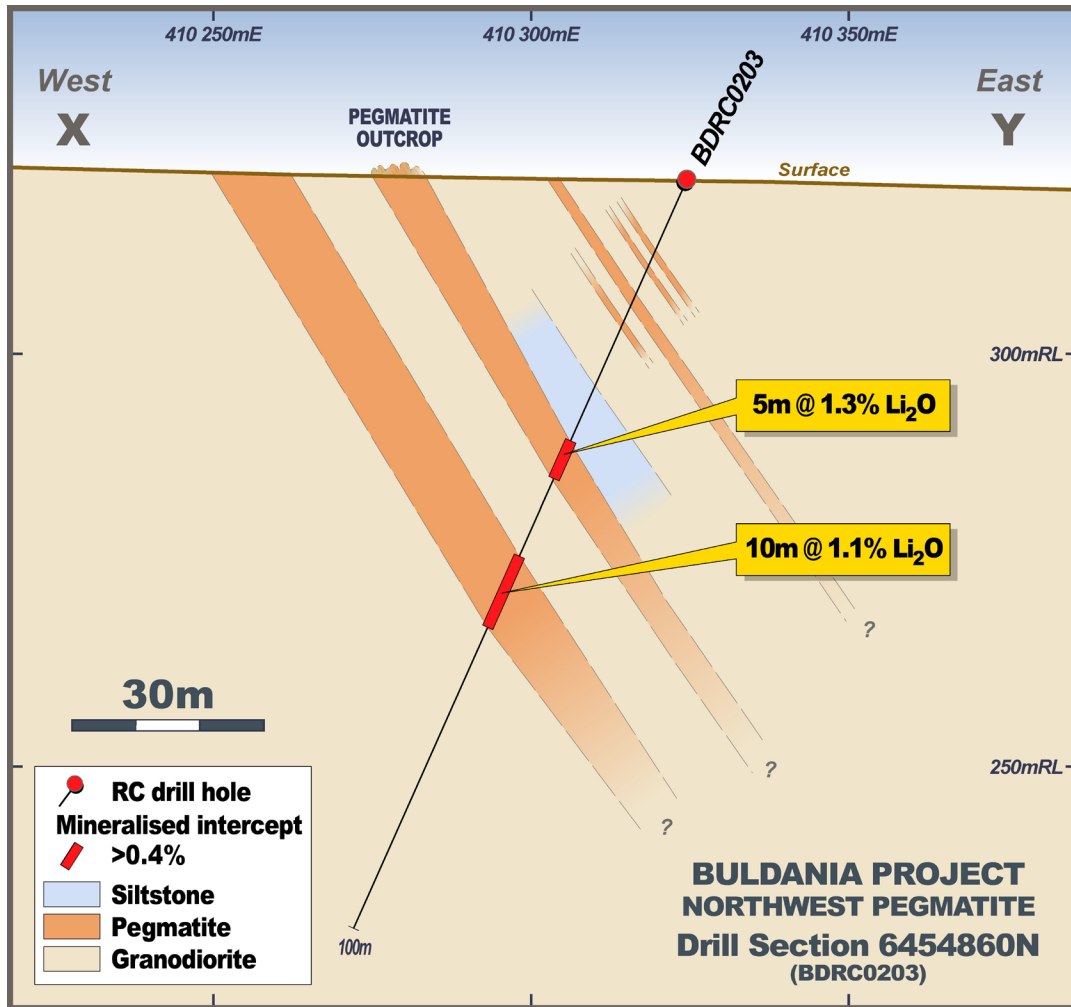 410 250mE
410 300mE
410 350mE
West
X
East
Y
PEGMATITE
OUTCROP
BDRC0203
Surface
300mRL
5m @ 1.3% Li₂O
10m @ 1.1% Li₂O
?
30m
250mRL
?
?
RC drill hole
Mineralised intercept
>0.4%
Siltstone
Pegmatite
Granodiorite
100m
BULDANIA PROJECT
NORTHWEST PEGMATITE
Drill Section 6454860N
(BDRC0203)